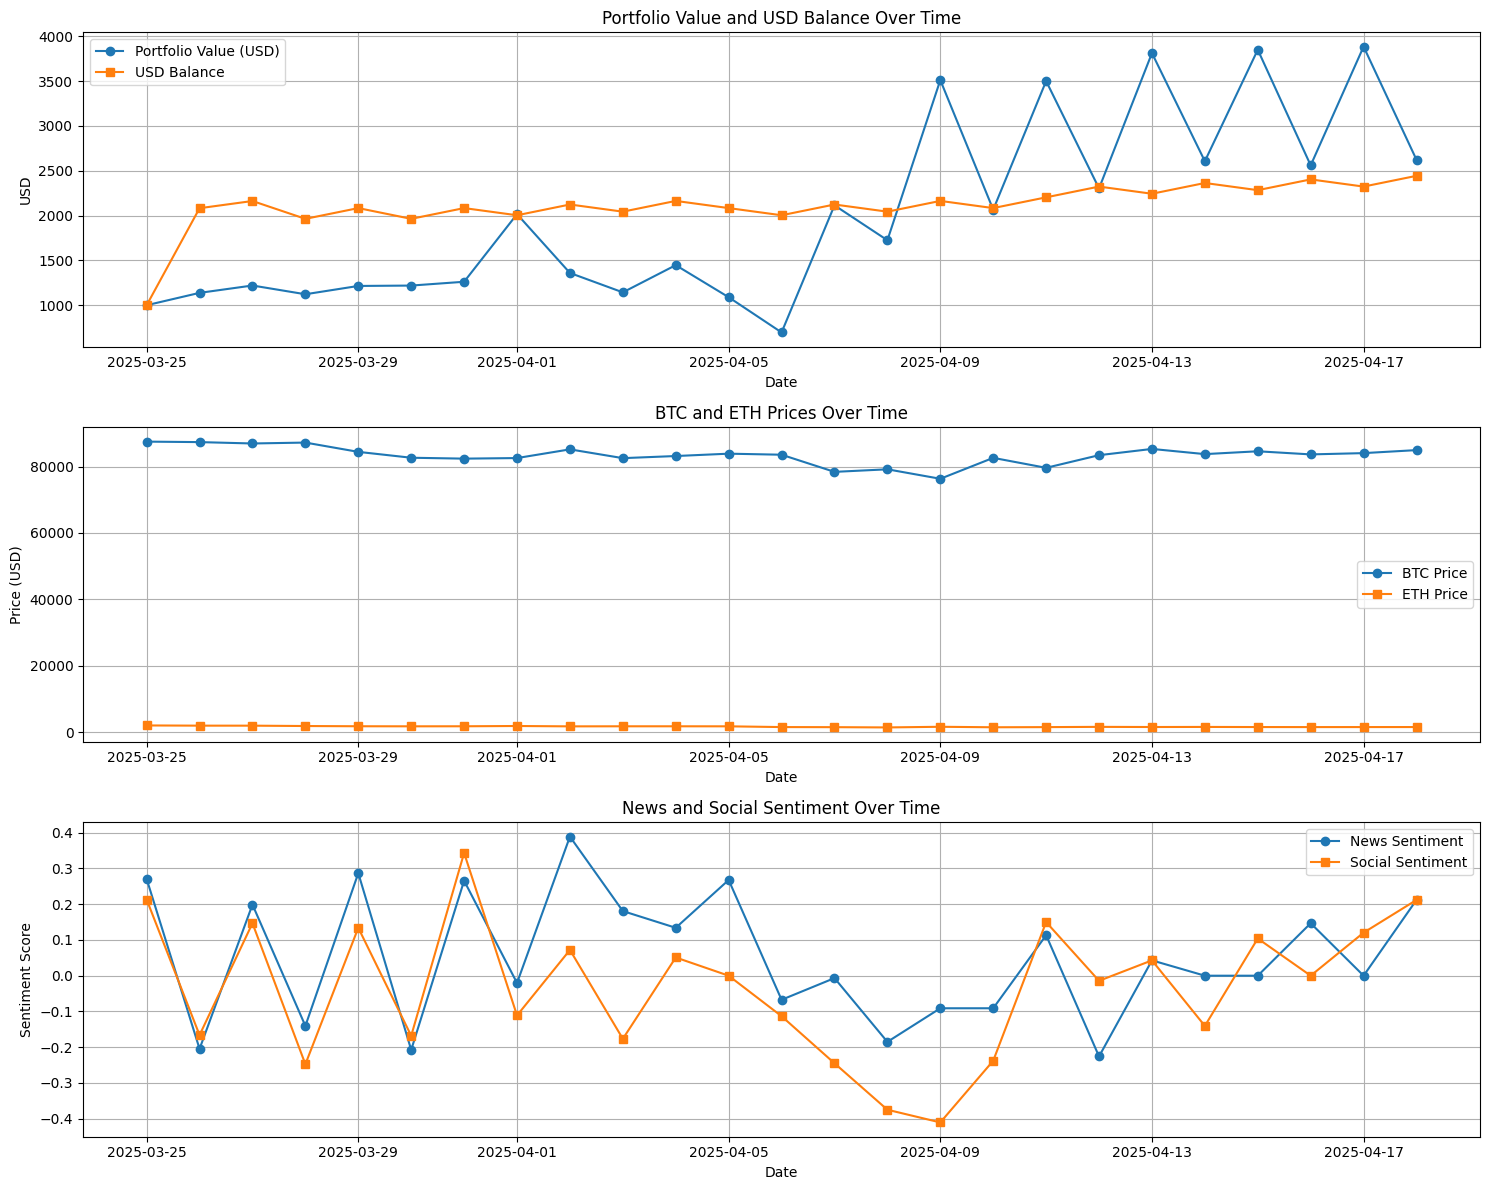 Portfolio Value and USD Balance Over Time
Portfolio Value (USD)
USD Balance
4000
3500
3000
2500
2000
1500
1000
USD
2025-03-25 2025-03-29 2025-04-01 2025-04-05 2025-04-09 2025-04-13 2025-04-17
Date
BTC and ETH Prices Over Time
80000
60000
40000
20000
0
Price (USD)
BTC Price
ETH Price
2025-03-25 2025-03-29 2025-04-01 2025-04-05 2025-04-09 2025-04-13 2025-04-17
Date
News and Social Sentiment Over Time
News Sentiment
Social Sentiment
0.4
0.3
0.2
0.1
0.0
−0.1
−0.2
−0.3
−0.4
Sentiment Score
2025-03-25 2025-03-29 2025-04-01 2025-04-05 2025-04-09 2025-04-13 2025-04-17
Date